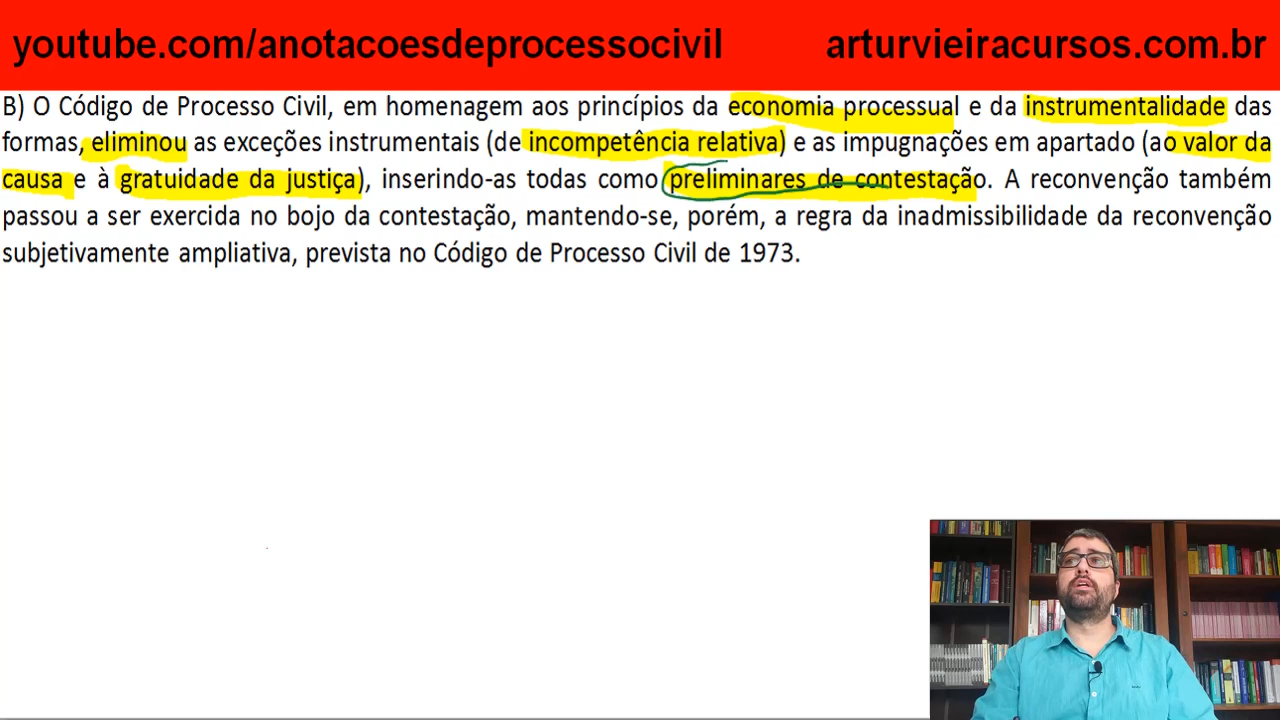 youtube.com/anotacoesdeprocessocivil arturvieiracursos.com.br
B) O Código de Processo Civil, em homenagem aos princípios da economia processual e da instrumentalidade das
formas, eliminou as exceções instrumentais (de incompetência relativa) e as impugnações em apartado (ao valor da
causa e à gratuidade da justiça), inserindo-as todas como preliminares de contestação. A reconvenção também
passou a ser exercida no bojo da contestação, mantendo-se, porém, a regra da inadmissibilidade da reconvenção
subjetivamente ampliativa, prevista no Código de Processo Civil de 1973.